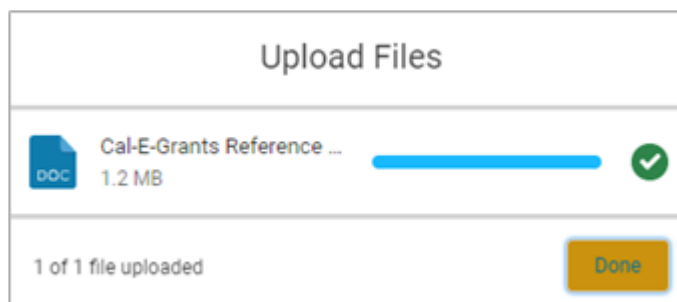 Upload Files
Cal-E-Grants Reference ...
DOC
1.2 MB
1 of 1 file uploaded
Done